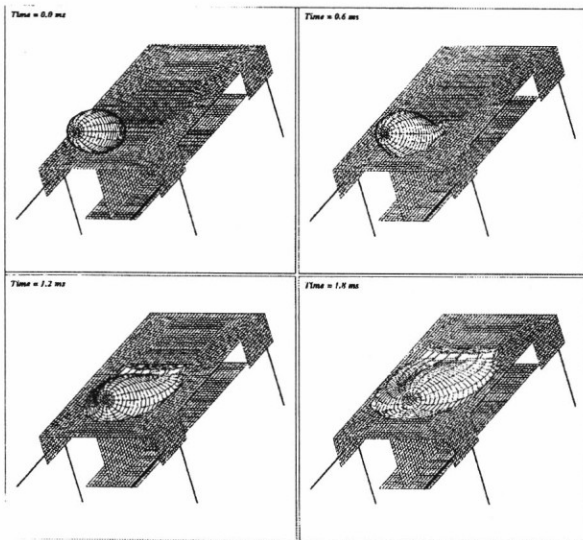 Time = 0.0 ms
Time = 0.6 ms
Time = 1.2 ms
Time = 1.8 ms